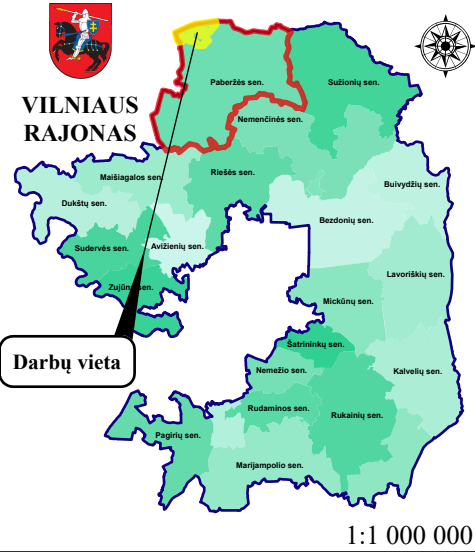 VILNIAUS
RAJONAS
Paberžės sen.
Sužionių sen.
Nemenčinės sen.
Maišiagalos sen.
Riešės sen.
Buivydžių sen.
Dukštų sen.
Bezdonių sen.
Sudervės sen.
Avižienių sen.
Lavoriškių sen.
Zujūnų sen.
Mickūnų sen.
Darbų vieta
Šatrininkų sen.
Nemežio sen.
Kalvelių sen.
Rudaminos sen.
Rukainių sen.
Pagirių sen.
Marijampolio sen.
1:1 000 000